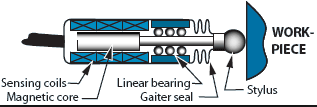 WORK-
PIECE
Sensing coils
Linear bearing
Stylus
Magnetic core
Gaiter seal